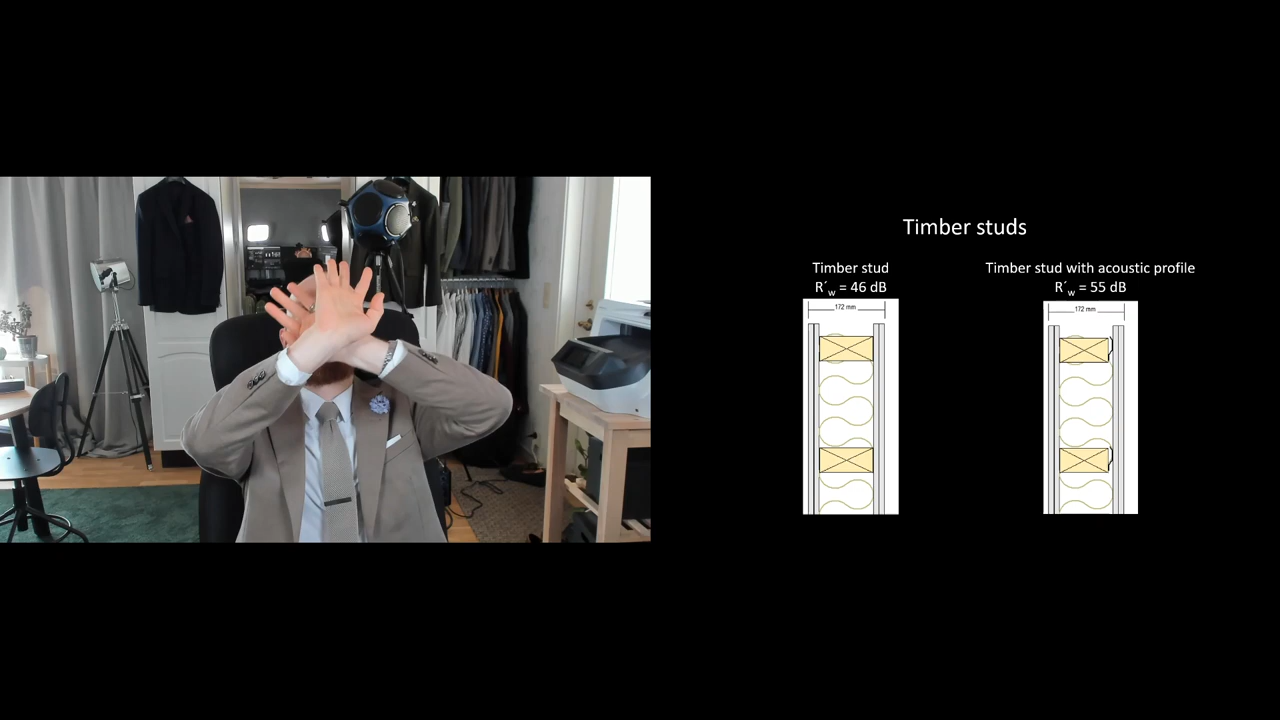 Timber studs
Timber stud
R´w = 46 dB
172 mm
Timber stud with acoustic profile
R´w = 55 dB
172 mm